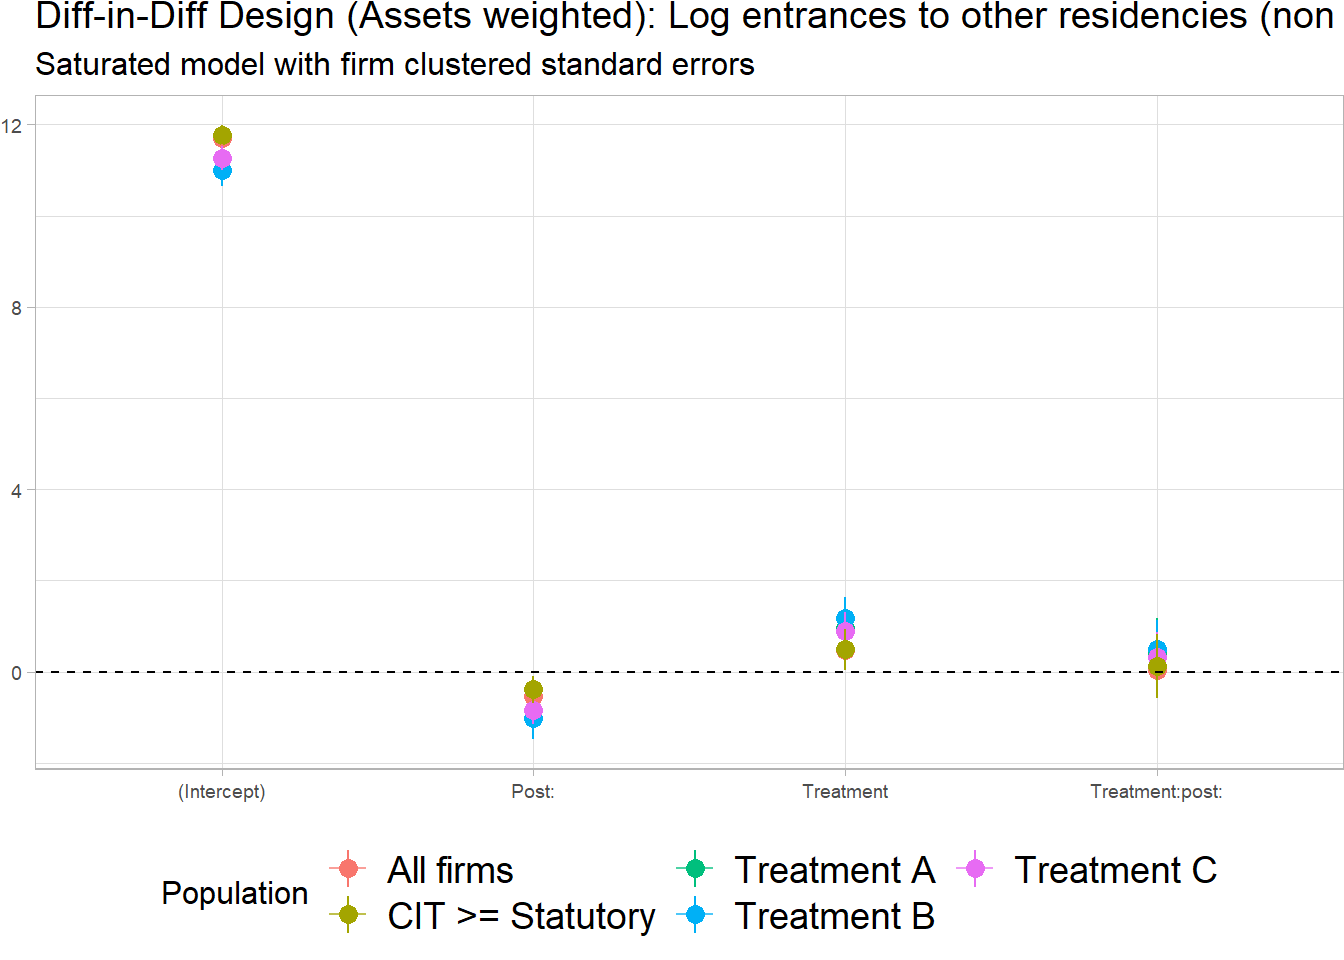 Diff-in-Diff Design (Assets weighted): Log entrances to other residencies (non
Saturated model with firm clustered standard errors
12
8
4
0
(Intercept) Post: Treatment Treatment:post:
Population
All firms Treatment A Treatment C
CIT >= Statutory Treatment B